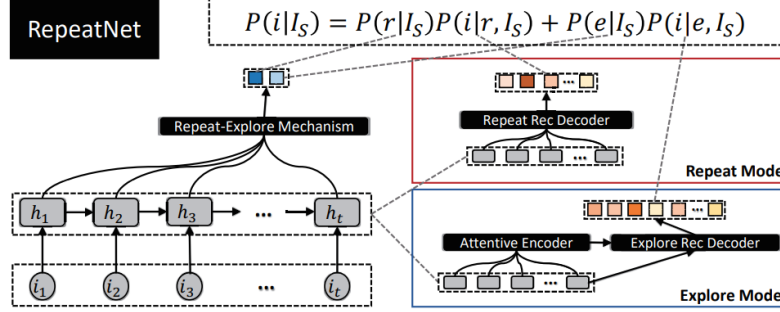 RepeatNet
P(i|I_S) = P(r|I_S)P(i|r, I_S) + P(e|I_S)P(i|e, I_S)
Repeat-Explore Mechanism
h_1 h_2 h_3 ... h_t
i_1 i_2 i_3 ... i_t
...
Repeat Rec Decoder
...
Repeat Mode
...
Attentive Encoder Explore Rec Decoder
...
Explore Mode